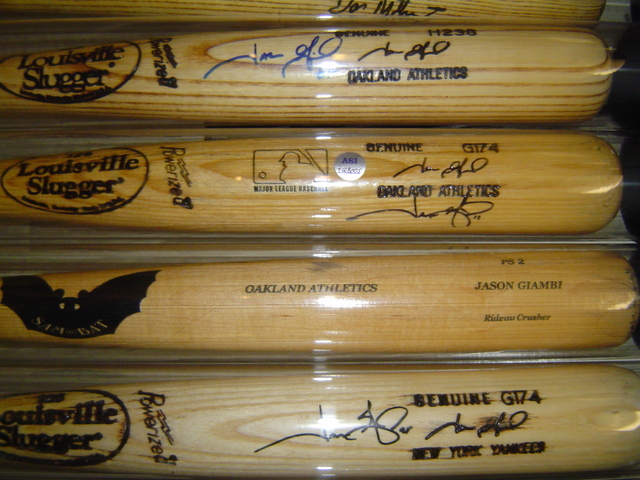 GENUINE H238
Louisville
Slugger
Powerized
OAKLAND ATHLETICS
GENUINE G174
Louisville
Slugger
Powerized
ASI
MAJOR LEAGUE BASEBALL
OAKLAND ATHLETICS
PS 2
OAKLAND ATHLETICS
JASON GIAMBI
SAM BAT
Rideau Crusher
GENUINE G174
Louisville
Slugger
Powerized
NEW YORK YANKEES